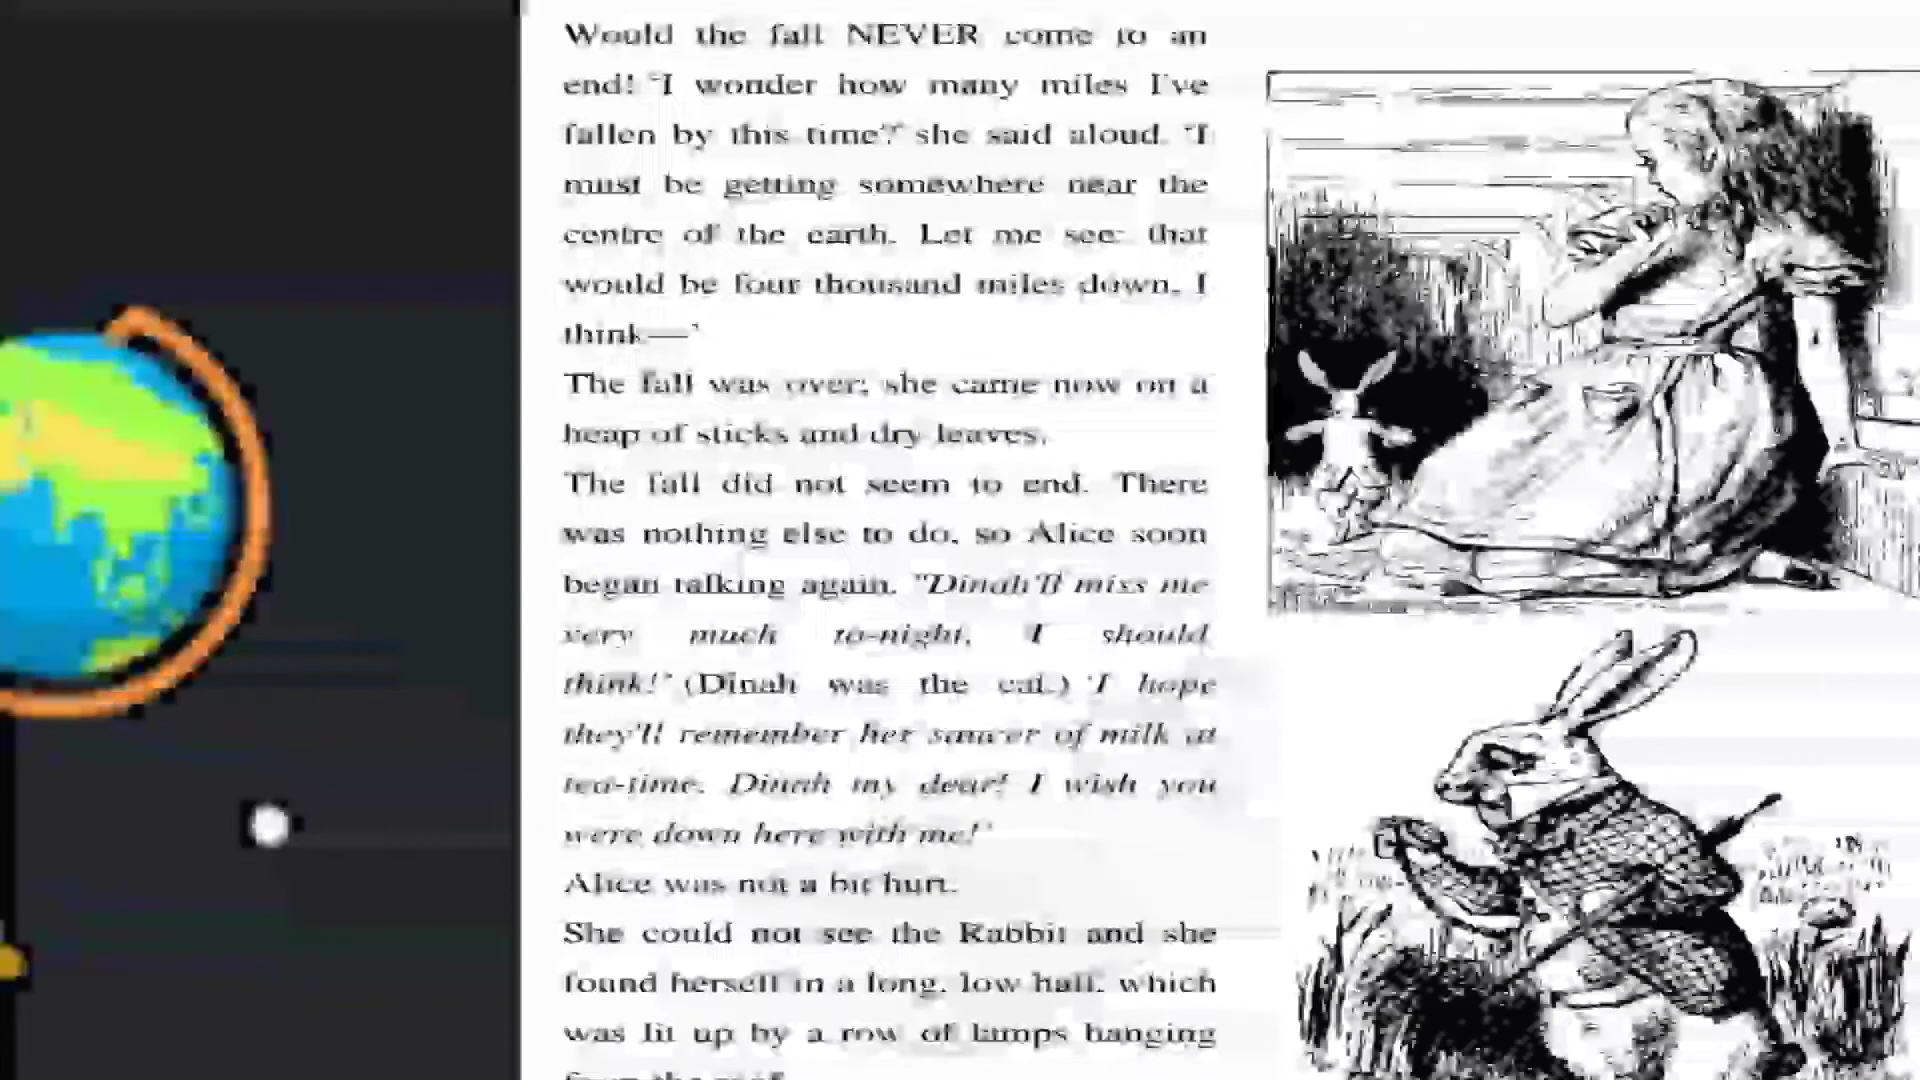 Would the fall NEVER come to an
end! 'I wonder how many miles I've
fallen by this time?' she said aloud. 'I
must be getting somewhere near the
centre of the earth. Let me see: that
would be four thousand miles down, I
think—'
The fall was over; she came now on a
heap of sticks and dry leaves.
The fall did not seem to end. There
was nothing else to do, so Alice soon
began talking again. "Dinah'll miss me
very much to-night, I should
think!' (Dinah was the cat.) 'I hope
they'll remember her saucer of milk at
tea-time. Dinah my dear! I wish you
were down here with me!'
Alice was not a bit hurt.
She could not see the Rabbit and she
found herself in a long, low hall, which
was lit up by a row of lamps hanging
from the roof.